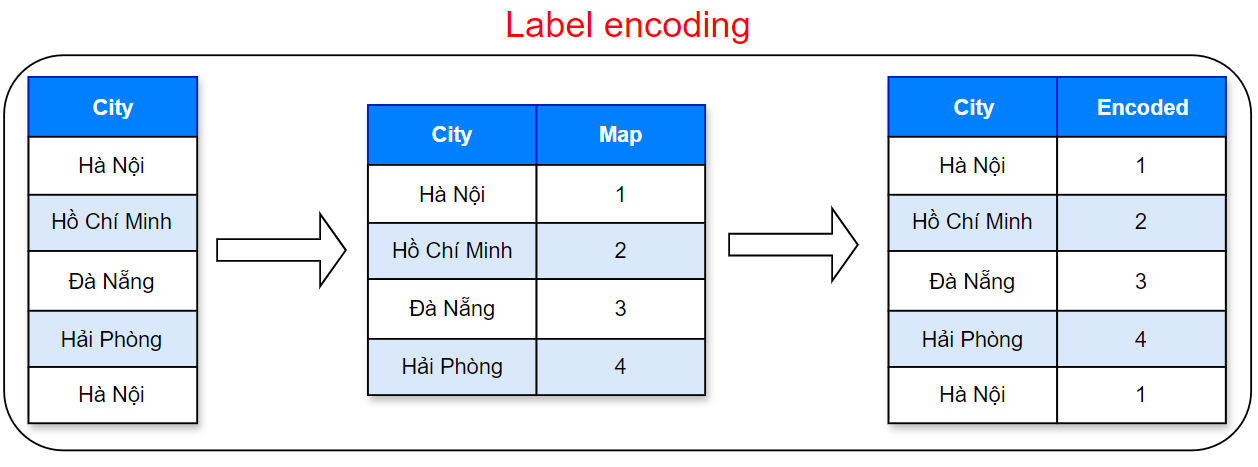 Label encoding
City
Hà Nội
Hồ Chí Minh
Đà Nẵng
Hải Phòng
Hà Nội
City Map
Hà Nội 1
Hồ Chí Minh 2
Đà Nẵng 3
Hải Phòng 4
City Encoded
Hà Nội 1
Hồ Chí Minh 2
Đà Nẵng 3
Hải Phòng 4
Hà Nội 1